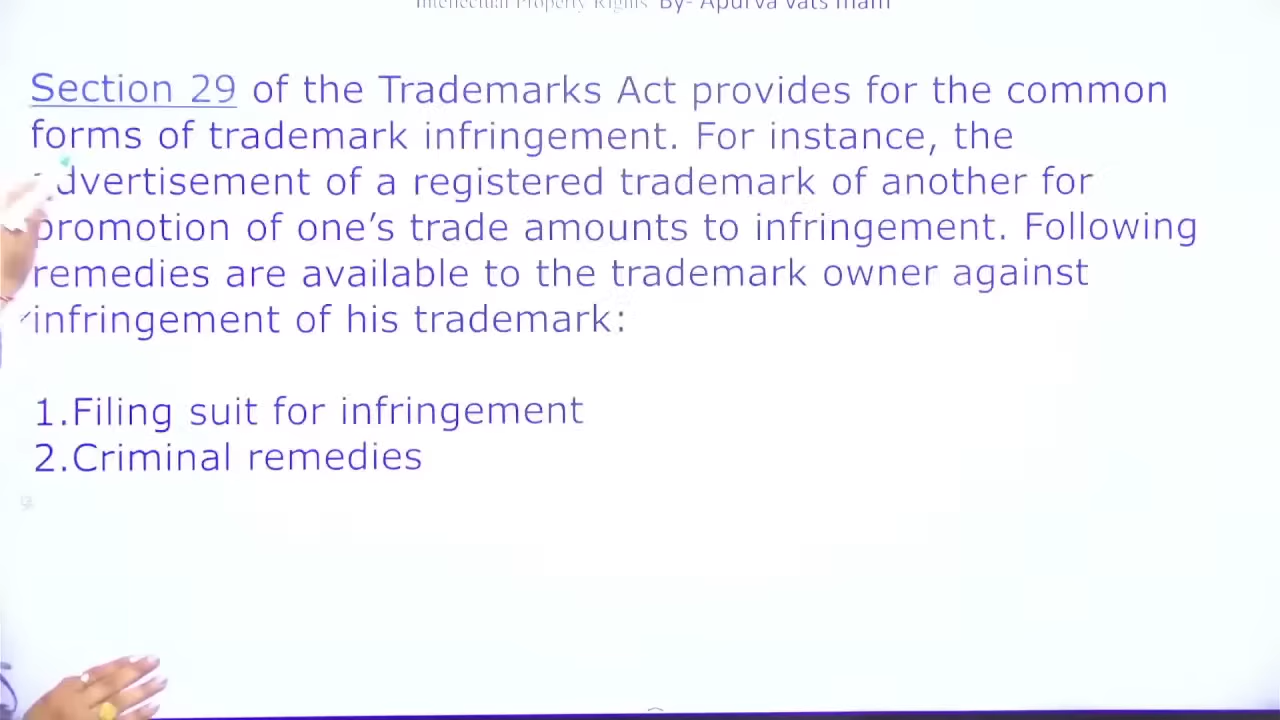 Intellectual Property Rights By- Apurva Vats mam
Section 29 of the Trademarks Act provides for the common
forms of trademark infringement. For instance, the
advertisement of a registered trademark of another for
promotion of one’s trade amounts to infringement. Following
remedies are available to the trademark owner against
infringement of his trademark:
1.Filing suit for infringement
2.Criminal remedies